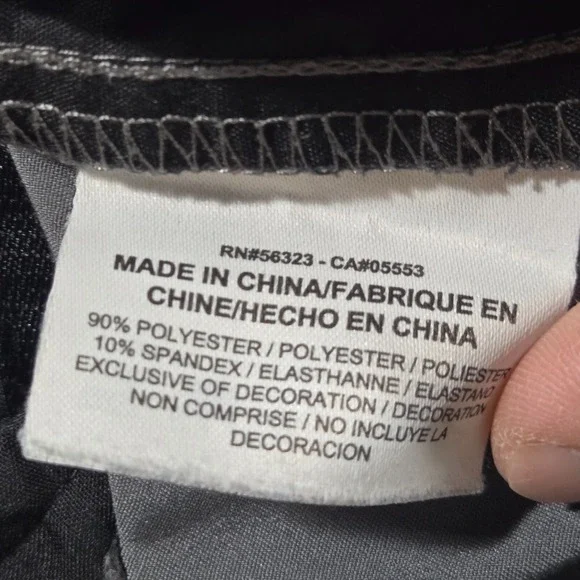 RN#56323 - CA#05553
MADE IN CHINA/FABRIQUE EN
CHINE/HECHO EN CHINA
90% POLYESTER / POLYESTER / POLIESTER
10% SPANDEX / ELASTHANNE / ELASTANO
EXCLUSIVE OF DECORATION / DECORATION
NON COMPRISE / NO INCLUYE LA
DECORACION